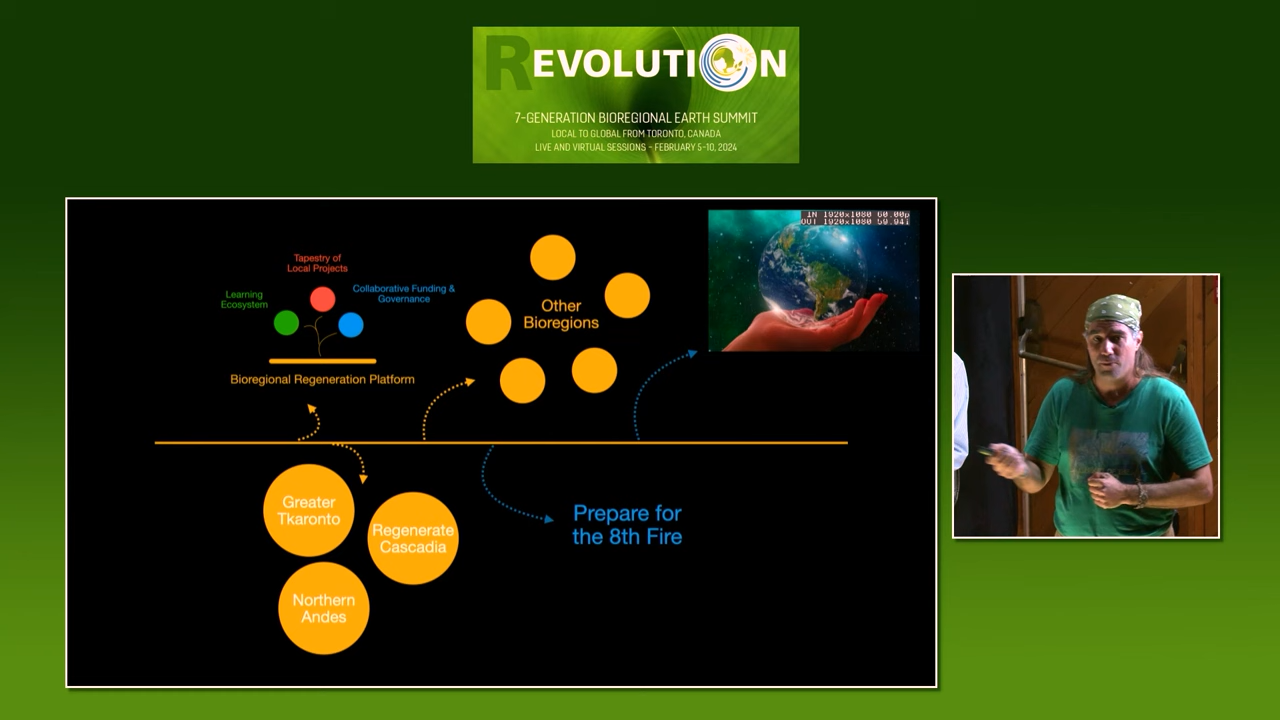 REVOLUTION
7-GENERATION BIOREGIONAL EARTH SUMMIT
LOCAL TO GLOBAL FROM TORONTO, CANADA
LIVE AND VIRTUAL SESSIONS - FEBRUARY 5-10, 2024
IN 1920x1080 60.00p
OUT 1920x1080 59.94i
Tapestry of
Local Projects
Learning
Ecosystem
Collaborative Funding &
Governance
Bioregional Regeneration Platform
Other
Bioregions
Greater
Tkaronto
Regenerate
Cascadia
Northern
Andes
Prepare for
the 8th Fire